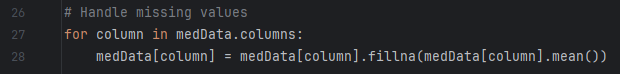 26 # Handle missing values
27 for column in medData.columns:
28     medData[column] = medData[column].fillna(medData[column].mean())